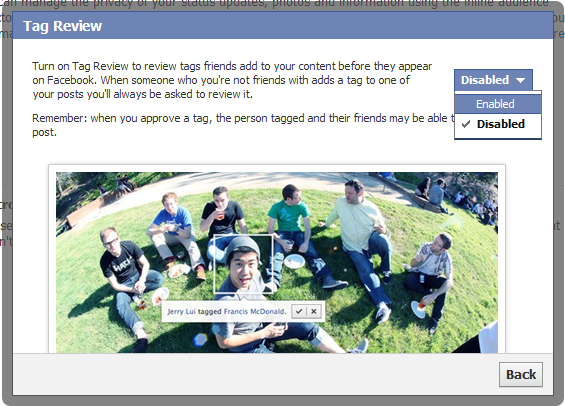 can manage the privacy of your status updates, photos and information using the inline audience
Tag Review
Turn on Tag Review to review tags friends add to your content before they appear
on Facebook. When someone who you're not friends with adds a tag to one of
your posts you'll always be asked to review it.
Disabled
Enabled
Disabled
Remember: when you approve a tag, the person tagged and their friends may be able
post.
Jerry Lui tagged Francis McDonald.
Back